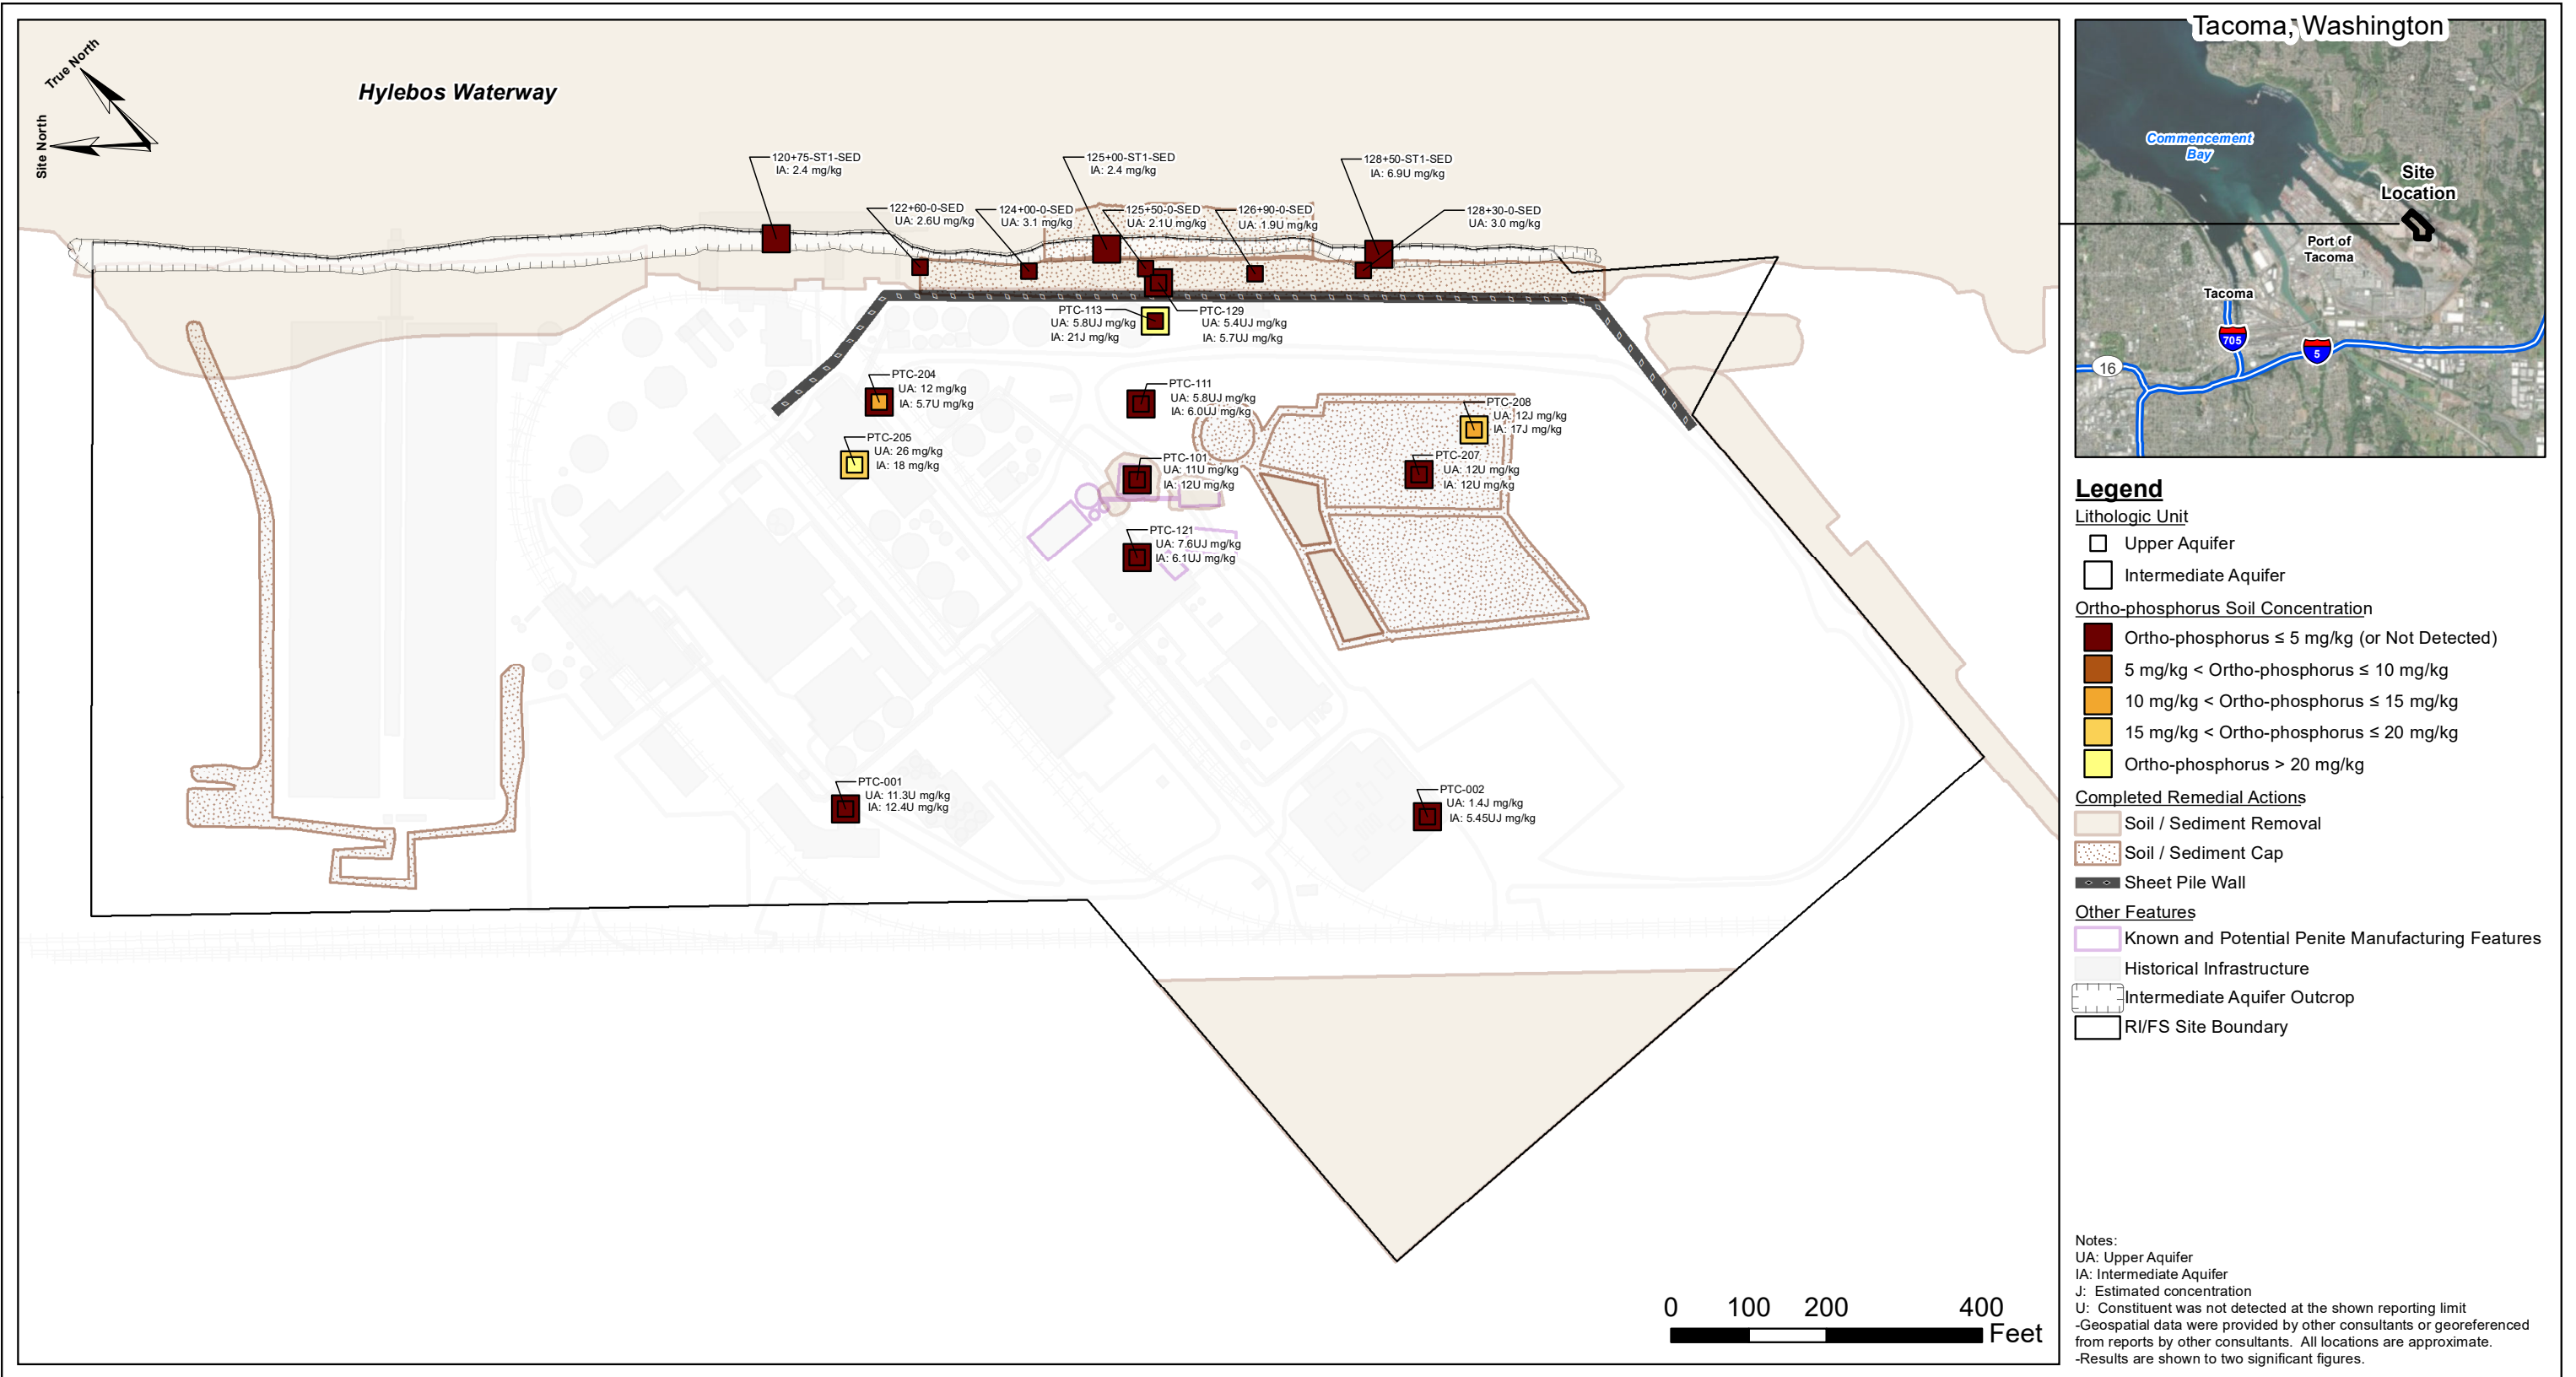 True North
Site North
Hylebos Waterway
120+75-ST1-SED
IA: 2.4 mg/kg
125+00-ST1-SED
IA: 2.4 mg/kg
128+50-ST1-SED
IA: 6.9U mg/kg
122+60-0-SED
UA: 2.6U mg/kg
124+00-0-SED
UA: 3.1 mg/kg
125+50-0-SED
UA: 2.1U mg/kg
126+90-0-SED
UA: 1.9U mg/kg
128+30-0-SED
UA: 3.0 mg/kg
PTC-113
UA: 5.8UJ mg/kg
IA: 21J mg/kg
PTC-129
UA: 5.4UJ mg/kg
IA: 5.7UJ mg/kg
PTC-204
UA: 12 mg/kg
IA: 5.7U mg/kg
PTC-111
UA: 5.8UJ mg/kg
IA: 6.0UJ mg/kg
PTC-208
UA: 12J mg/kg
IA: 17J mg/kg
PTC-205
UA: 26 mg/kg
IA: 18 mg/kg
PTC-101
UA: 11U mg/kg
IA: 12U mg/kg
PTC-207
UA: 12U mg/kg
IA: 12U mg/kg
PTC-121
UA: 7.6UJ mg/kg
IA: 6.1UJ mg/kg
PTC-001
UA: 11.3U mg/kg
IA: 12.4U mg/kg
PTC-002
UA: 1.4J mg/kg
IA: 5.45UJ mg/kg
0 100 200 400
Feet
Tacoma, Washington
Commencement
Bay
Site
Location
Port of
Tacoma
Tacoma
705
5
16
Legend
Lithologic Unit
Upper Aquifer
Intermediate Aquifer
Ortho-phosphorus Soil Concentration
Ortho-phosphorus ≤ 5 mg/kg (or Not Detected)
5 mg/kg < Ortho-phosphorus ≤ 10 mg/kg
10 mg/kg < Ortho-phosphorus ≤ 15 mg/kg
15 mg/kg < Ortho-phosphorus ≤ 20 mg/kg
Ortho-phosphorus > 20 mg/kg
Completed Remedial Actions
Soil / Sediment Removal
Soil / Sediment Cap
Sheet Pile Wall
Other Features
Known and Potential Penite Manufacturing Features
Historical Infrastructure
Intermediate Aquifer Outcrop
RI/FS Site Boundary
Notes:
UA: Upper Aquifer
IA: Intermediate Aquifer
J: Estimated concentration
U: Constituent was not detected at the shown reporting limit
-Geospatial data were provided by other consultants or georeferenced
from reports by other consultants. All locations are approximate.
-Results are shown to two significant figures.